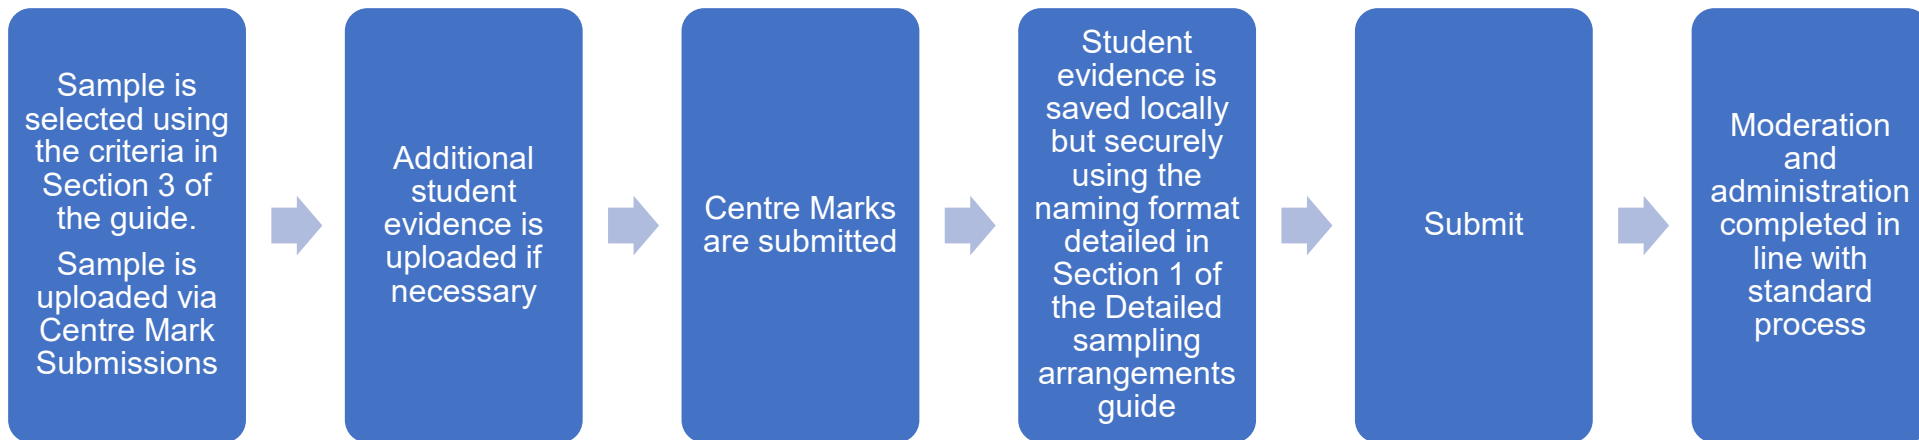 Sample is
selected using
the criteria in
Section 3 of
the guide.
Sample is
uploaded via
Centre Mark
Submissions
Additional
student
evidence is
uploaded if
necessary
Centre Marks
are submitted
Student
evidence is
saved locally
but securely
using the
naming format
detailed in
Section 1 of
the Detailed
sampling
arrangements
guide
Submit
Moderation
and
administration
completed in
line with
standard
process